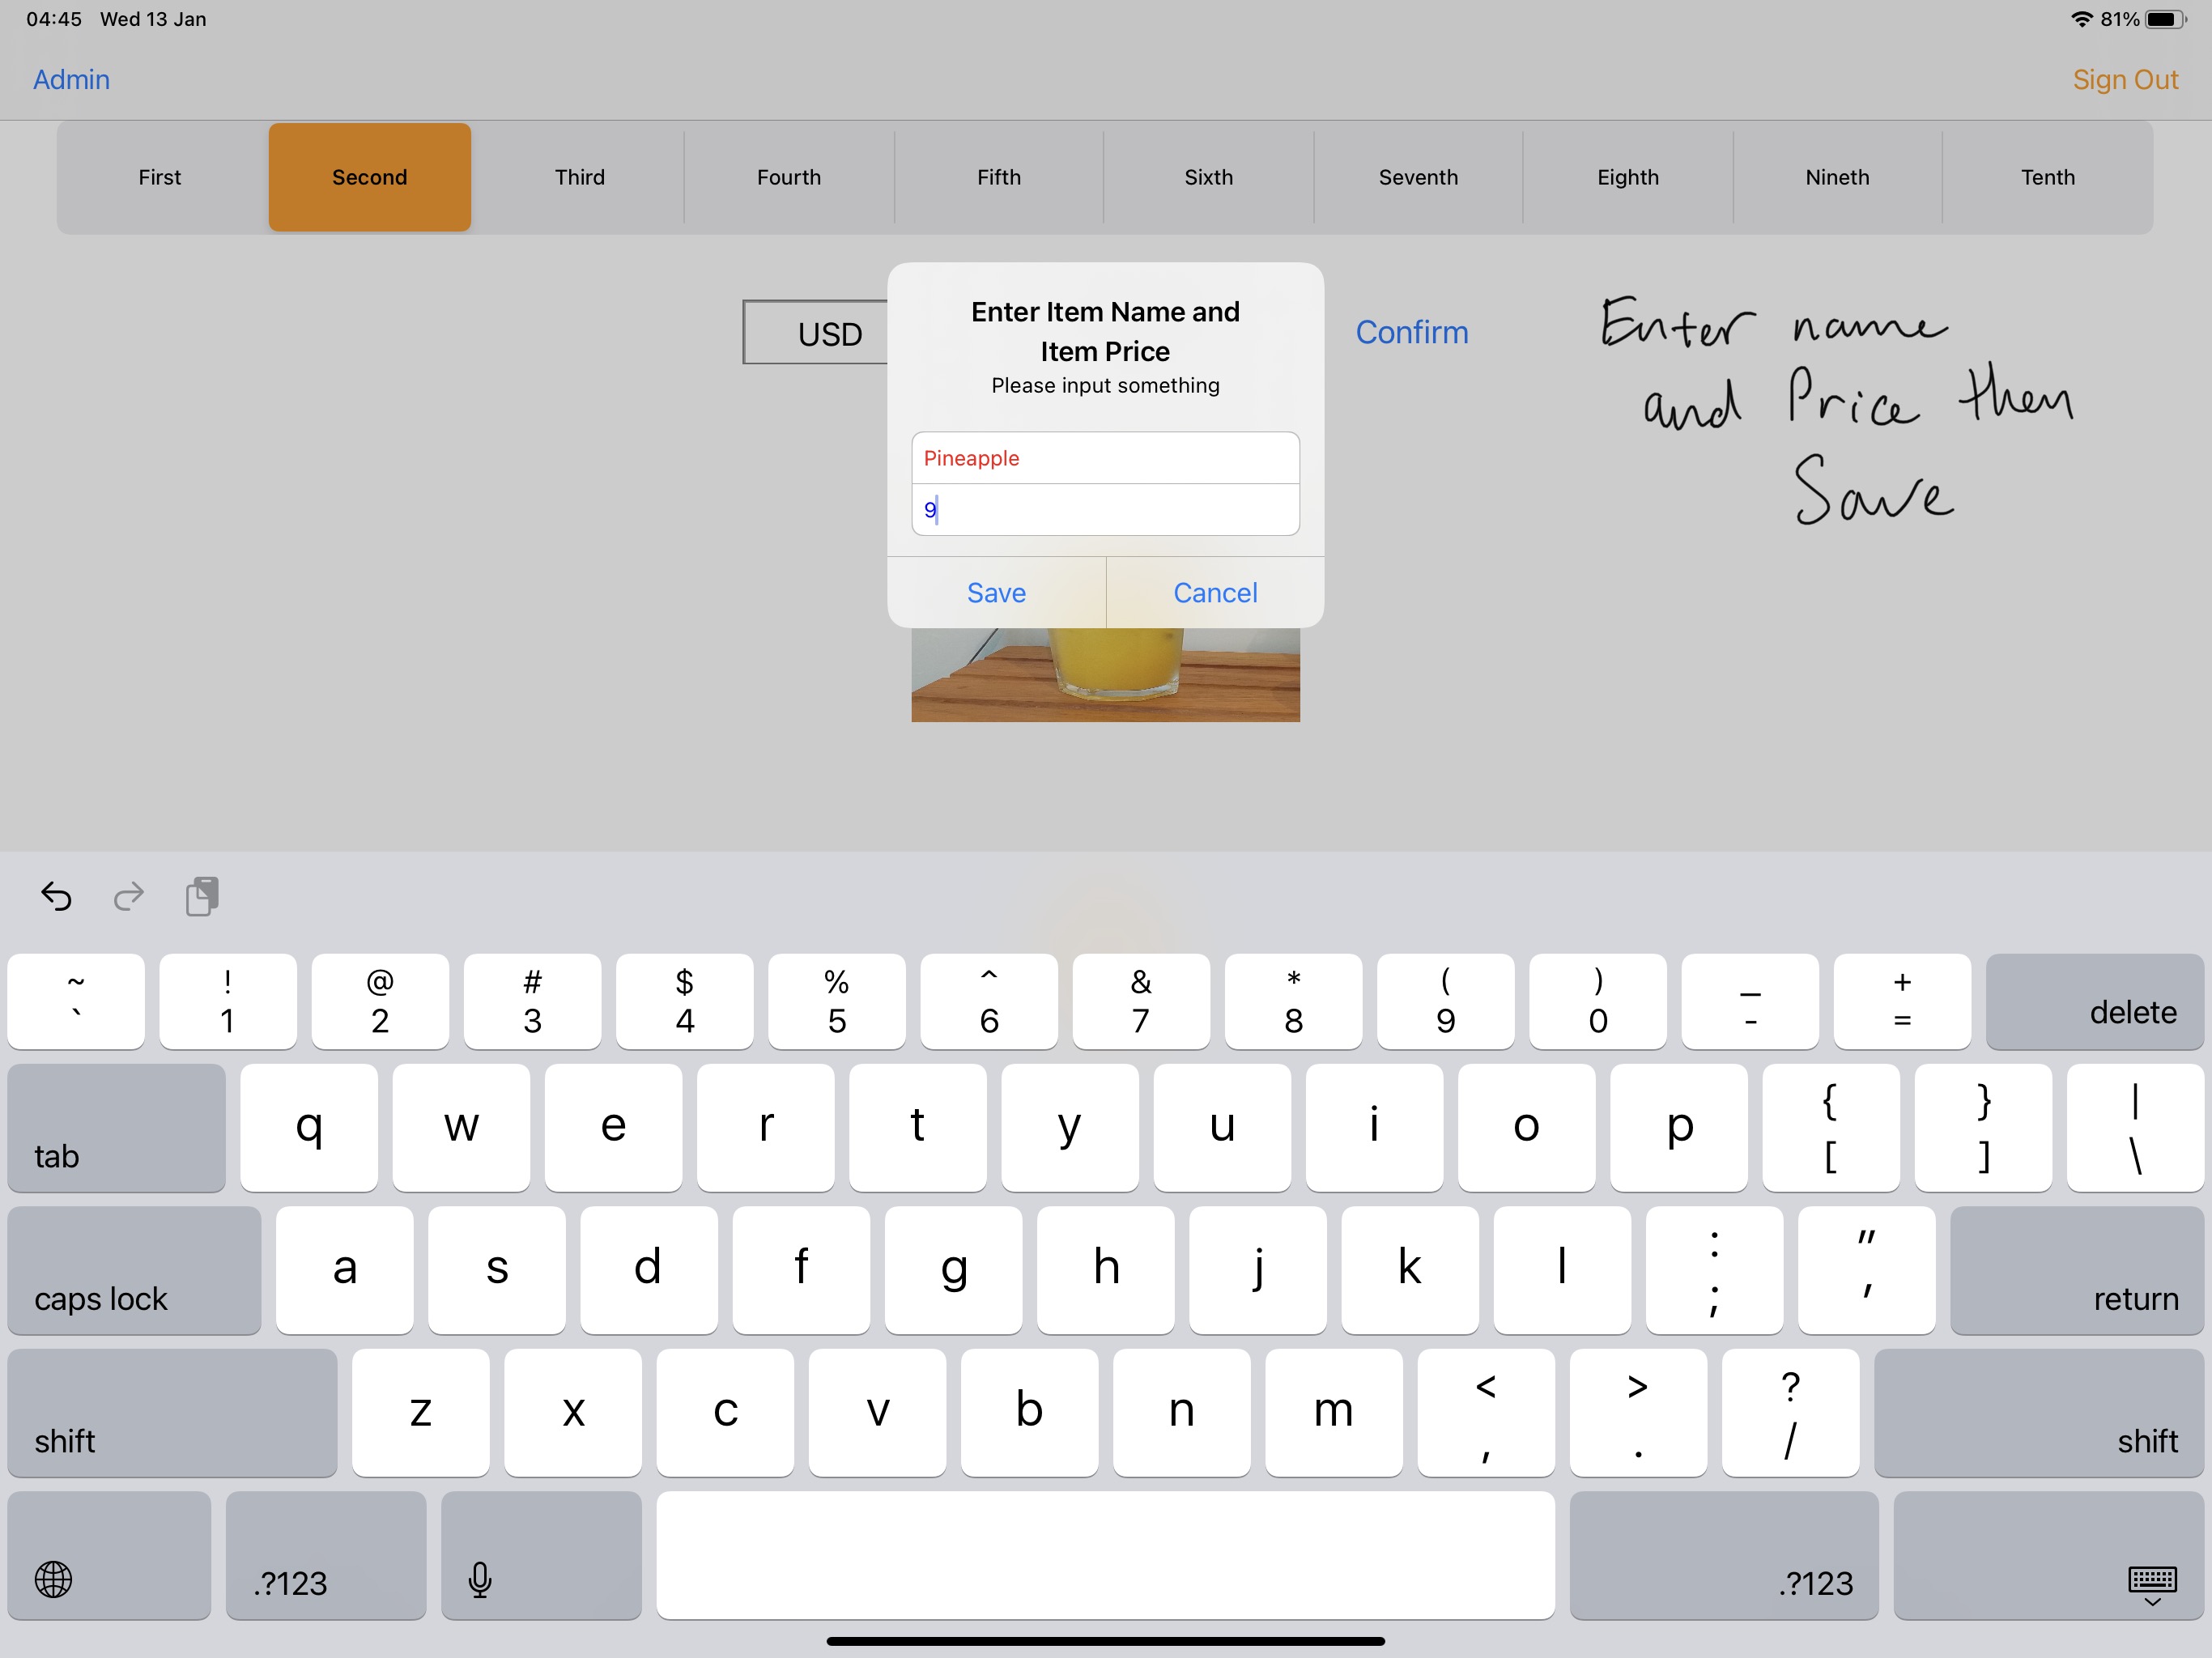 04:45 Wed 13 Jan 81%
Admin Sign Out
First Second Third Fourth Fifth Sixth Seventh Eighth Nineth Tenth
USD
Enter Item Name and
Item Price
Please input something
Pineapple
9
Save Cancel
Confirm
Enter name
and Price then
Save
~ ! @ # $ % ^ & * ( ) _ +
` 1 2 3 4 5 6 7 8 9 0 - = delete
tab q w e r t y u i o p { [ } ] | \
caps lock a s d f g h j k l : ; " ' return
shift z x c v b n m < , > . ? / shift
.?123 .?123